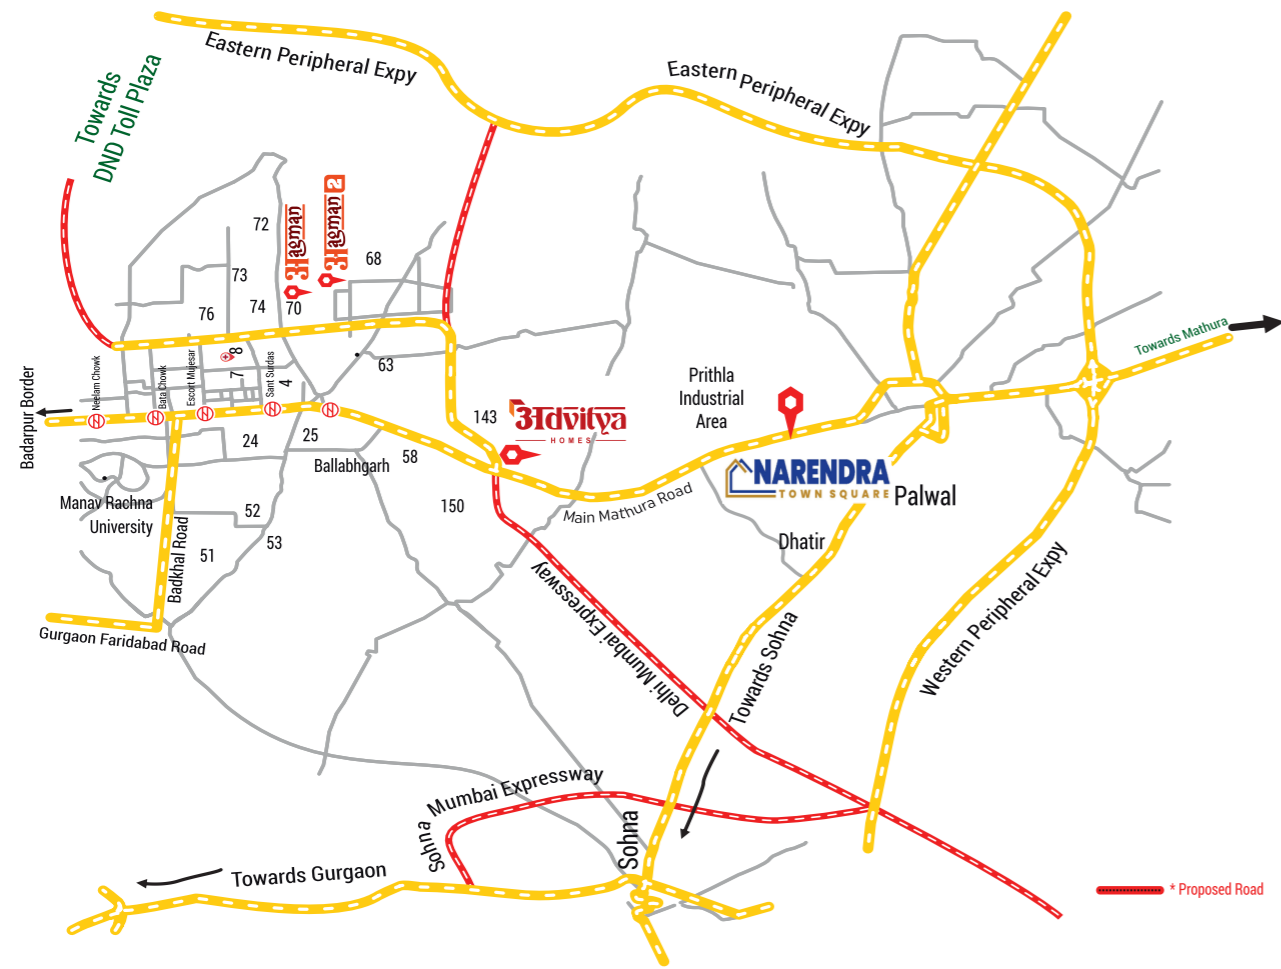 Eastern Peripheral Expy
Eastern Peripheral Expy
Towards
DND Toll Plaza
72
आgman
आgman 2
68
73
76
74
70
Towards Mathura
8
63
7
4
Neelam Chowk
Bata Chowk
Escort Mujesar
Sant Surdas
Badarpur Border
Prithla
Industrial
Area
143
अdvitya
HOMES
24
25
58
Ballabhgarh
NARENDRA
TOWN SQUARE
Palwal
Manav Rachna
University
150
Main Mathura Road
52
53
51
Dhatir
Badkhal Road
Gurgaon Faridabad Road
Delhi Mumbai Expressway
Towards Sohna
Western Peripheral Expy
Sohna Mumbai Expressway
Sohna
Towards Gurgaon
* Proposed Road